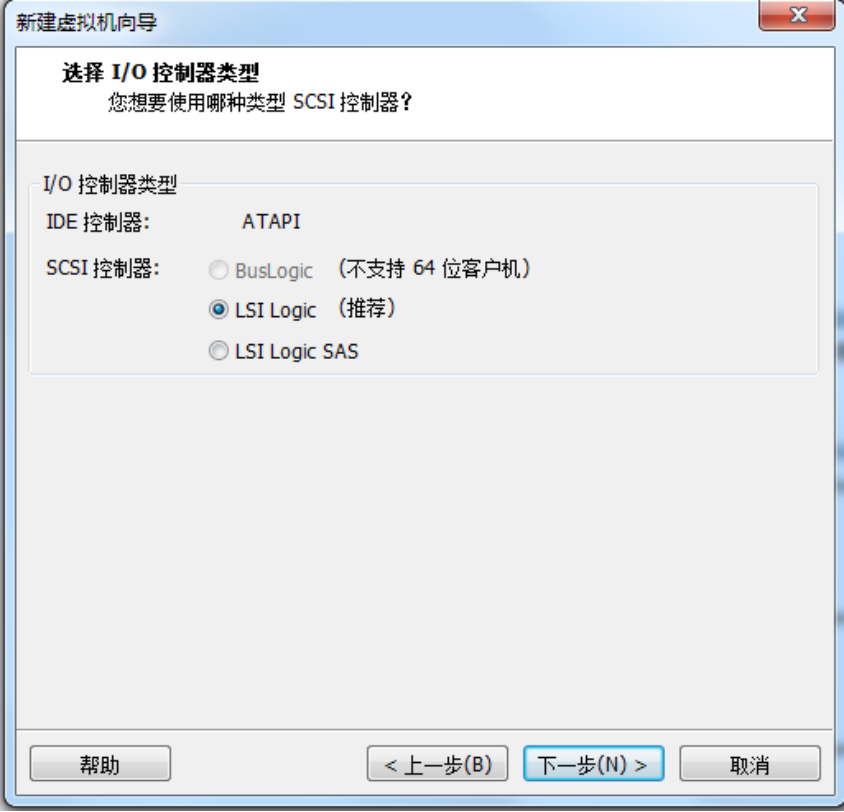 新建虚拟机向导
选择 I/O 控制器类型
您想要使用哪种类型 SCSI 控制器?
I/O 控制器类型
IDE 控制器: ATAPI
SCSI 控制器: BusLogic (不支持 64 位客户机)
LSI Logic (推荐)
LSI Logic SAS
帮助 < 上一步(B) 下一步(N) > 取消